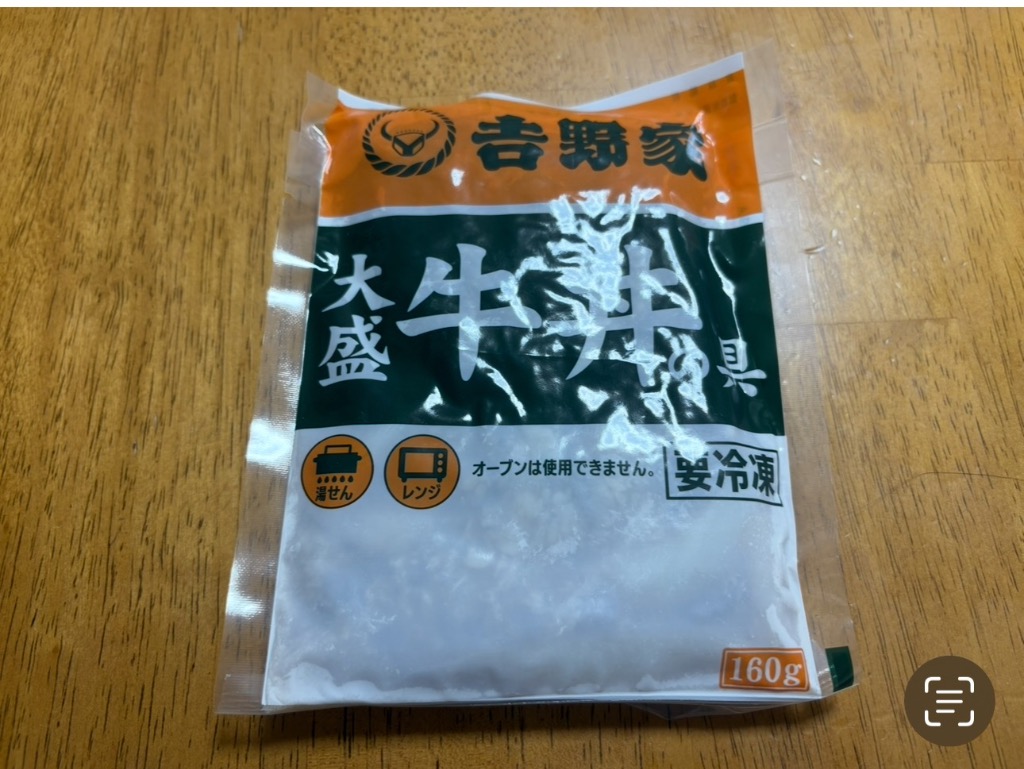 吉野家
大盛
牛丼の具
湯せん
レンジ
オーブンは使用できません。
要冷凍
160g